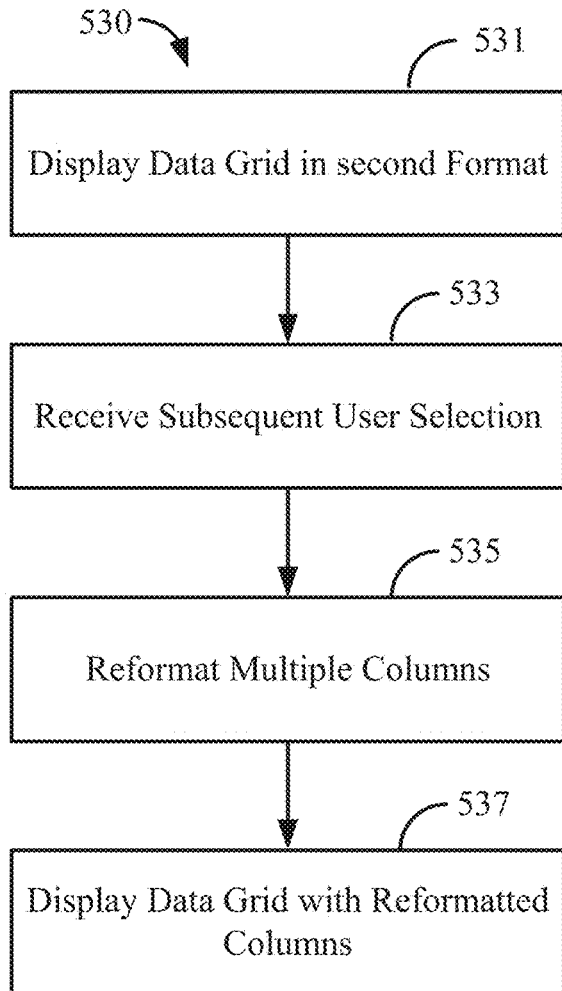 530
531
Display Data Grid in second Format
533
Receive Subsequent User Selection
535
Reformat Multiple Columns
537
Display Data Grid with Reformatted
Columns